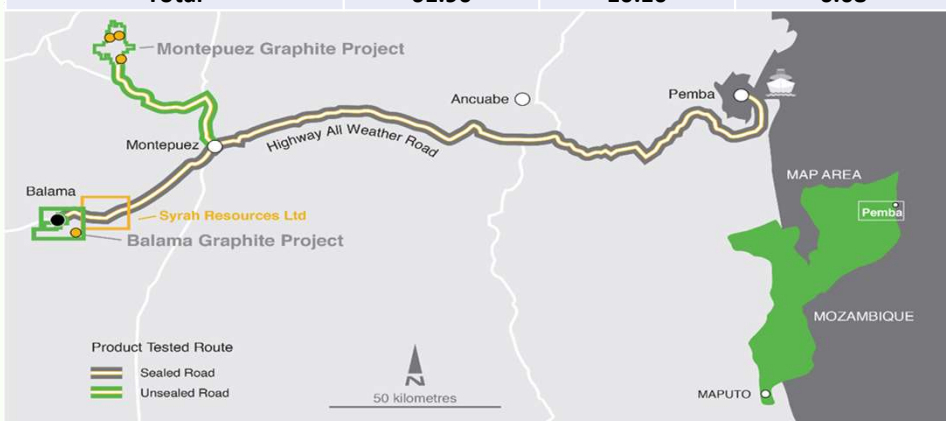 Montepuez Graphite Project
Ancuabe
Pemba
Highway All Weather Road
Montepuez
MAP AREA
Balama
Pemba
Syrah Resources Ltd
Balama Graphite Project
MOZAMBIQUE
Product Tested Route
Sealed Road
Unsealed Road
N
50 kilometres
MAPUTO